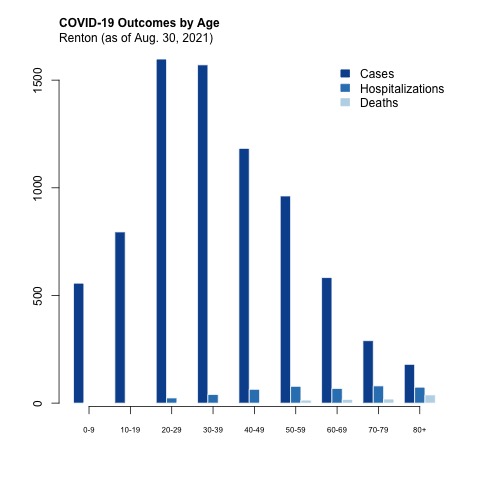 COVID-19 Outcomes by Age
Renton (as of Aug. 30, 2021)
Cases
Hospitalizations
Deaths
1500
1000
500
0
0-9 10-19 20-29 30-39 40-49 50-59 60-69 70-79 80+